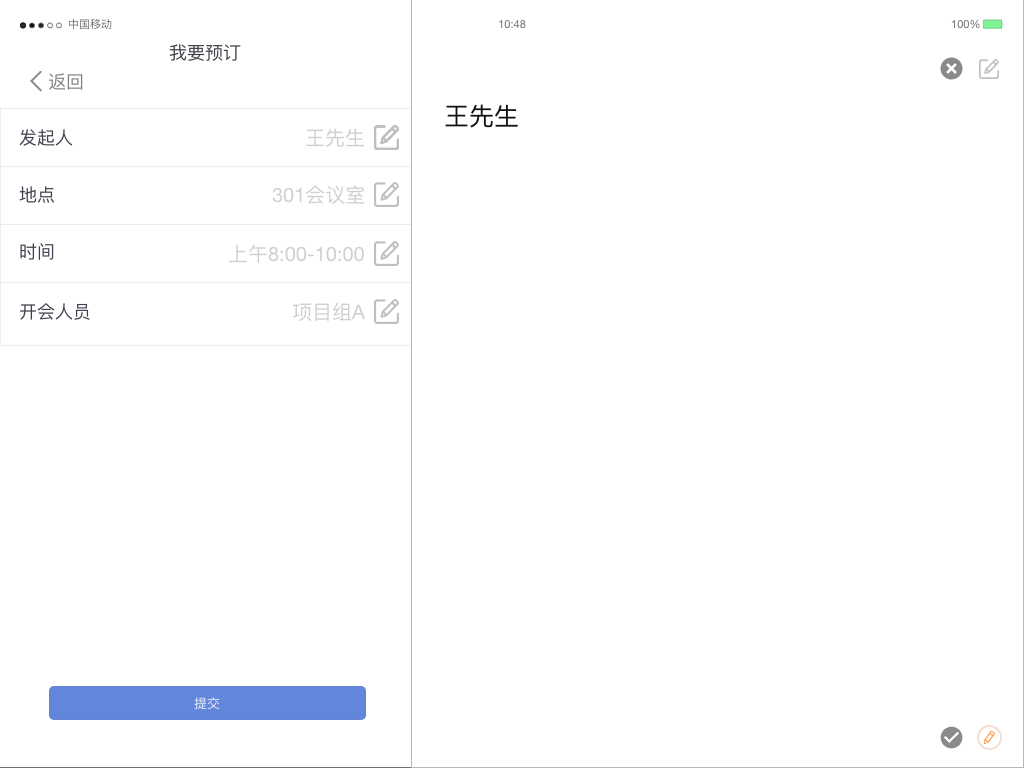 中国移动
10:48
100%
我要预订
返回
发起人 王先生
地点 301会议室
时间 上午8:00-10:00
开会人员 项目组A
提交
王先生